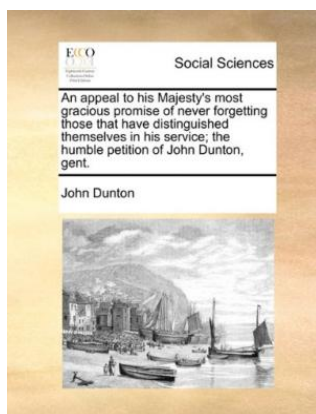 ECCO
Social Sciences
An appeal to his Majesty's most
gracious promise of never forgetting
those that have distinguished
themselves in his service; the
humble petition of John Dunton,
gent.
John Dunton